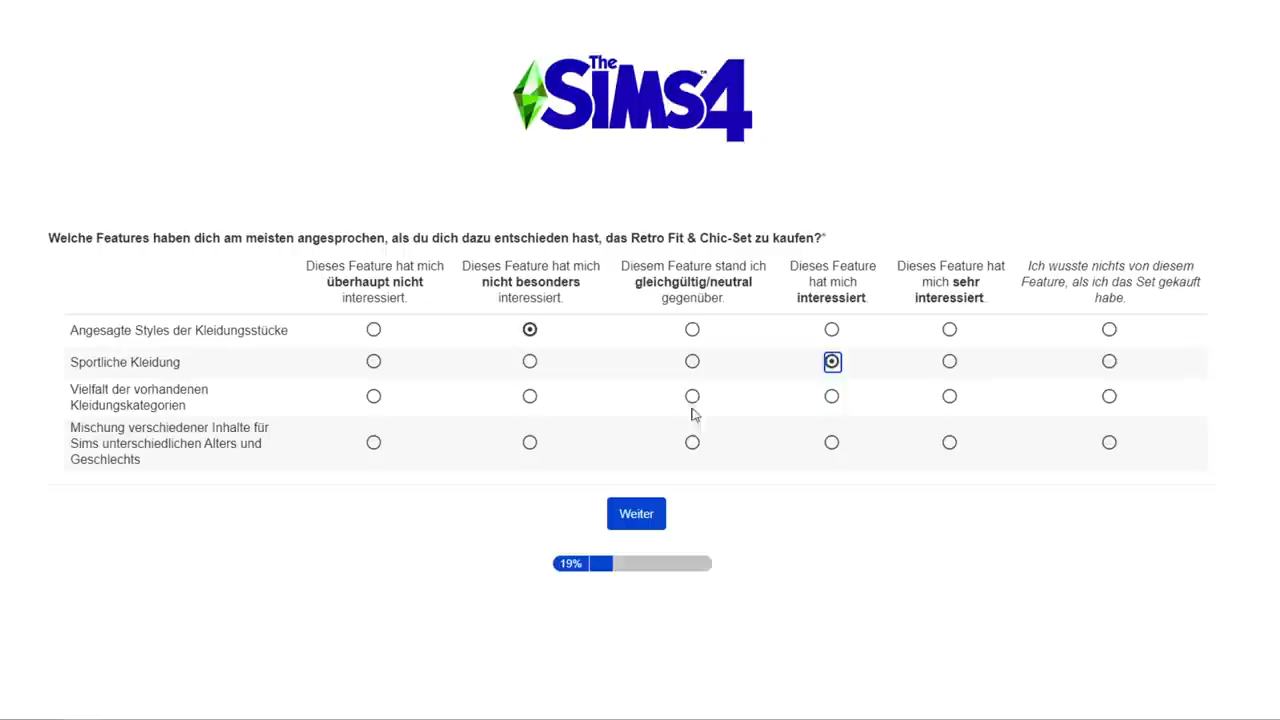 The
SiMS4™
Welche Features haben dich am meisten angesprochen, als du dich dazu entschieden hast, das Retro Fit & Chic-Set zu kaufen?*
Dieses Feature hat mich
überhaupt nicht
interessiert.
Dieses Feature hat mich
nicht besonders
interessiert.
Diesem Feature stand ich
gleichgültig/neutral
gegenüber.
Dieses Feature
hat mich
interessiert.
Dieses Feature hat
mich sehr
interessiert.
Ich wusste nichts von diesem
Feature, als ich das Set gekauft
habe.
Angesagte Styles der Kleidungsstücke
Sportliche Kleidung
Vielfalt der vorhandenen
Kleidungskategorien
Mischung verschiedener Inhalte für
Sims unterschiedlichen Alters und
Geschlechts
Weiter
19%